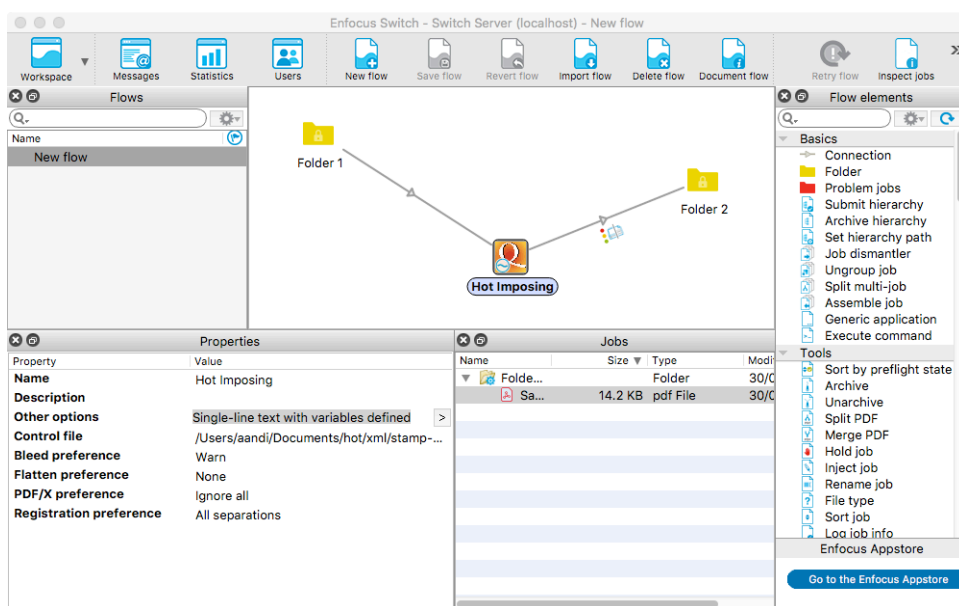 Enfocus Switch - Switch Server (localhost) - New flow
Workspace Messages Statistics Users New flow Save flow Revert flow Import flow Delete flow Document flow Retry flow Inspect jobs
Flows
Name
New flow
Folder 1
Folder 2
Hot Imposing
Properties
Property Value
Name Hot Imposing
Description
Other options Single-line text with variables defined >
Control file /Users/aandi/Documents/hot/xml/stamp-...
Bleed preference Warn
Flatten preference None
PDF/X preference Ignore all
Registration preference All separations
Jobs
Name Size Type Modi
Folde... Folder 30/0
Sa... 14.2 KB pdf File 30/0
Flow elements
Basics
Connection
Folder
Problem jobs
Submit hierarchy
Archive hierarchy
Set hierarchy path
Job dismantler
Ungroup job
Split multi-job
Assemble job
Generic application
Execute command
Tools
Sort by preflight state
Archive
Unarchive
Split PDF
Merge PDF
Hold job
Inject job
Rename job
File type
Sort job
Log job info
Enfocus Appstore
Go to the Enfocus Appstore